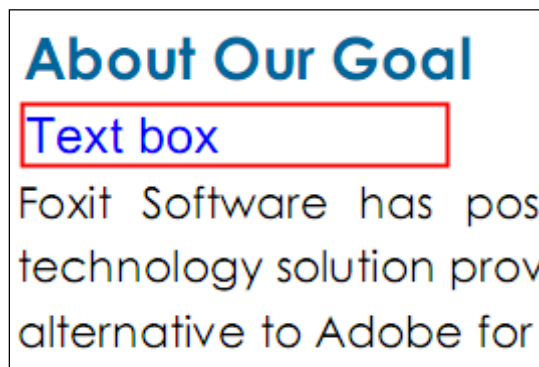 About Our Goal
Text box
Foxit Software has pos
technology solution prov
alternative to Adobe for